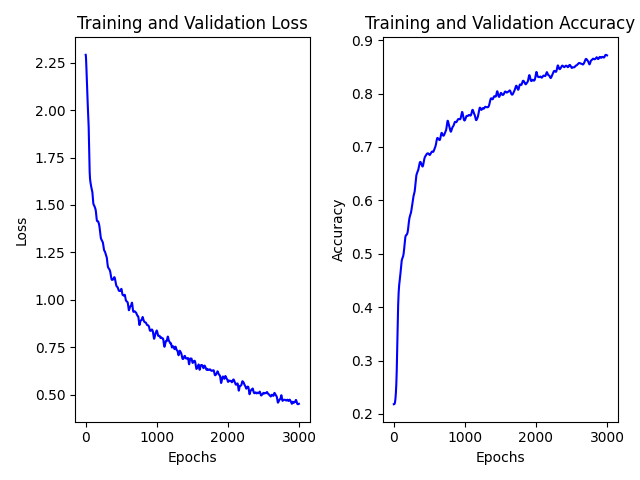 Training and Validation Loss
2.25
2.00
1.75
1.50
1.25
1.00
0.75
0.50
Loss
0 1000 2000 3000
Epochs
Training and Validation Accuracy
0.9
0.8
0.7
0.6
0.5
0.4
0.3
0.2
Accuracy
0 1000 2000 3000
Epochs